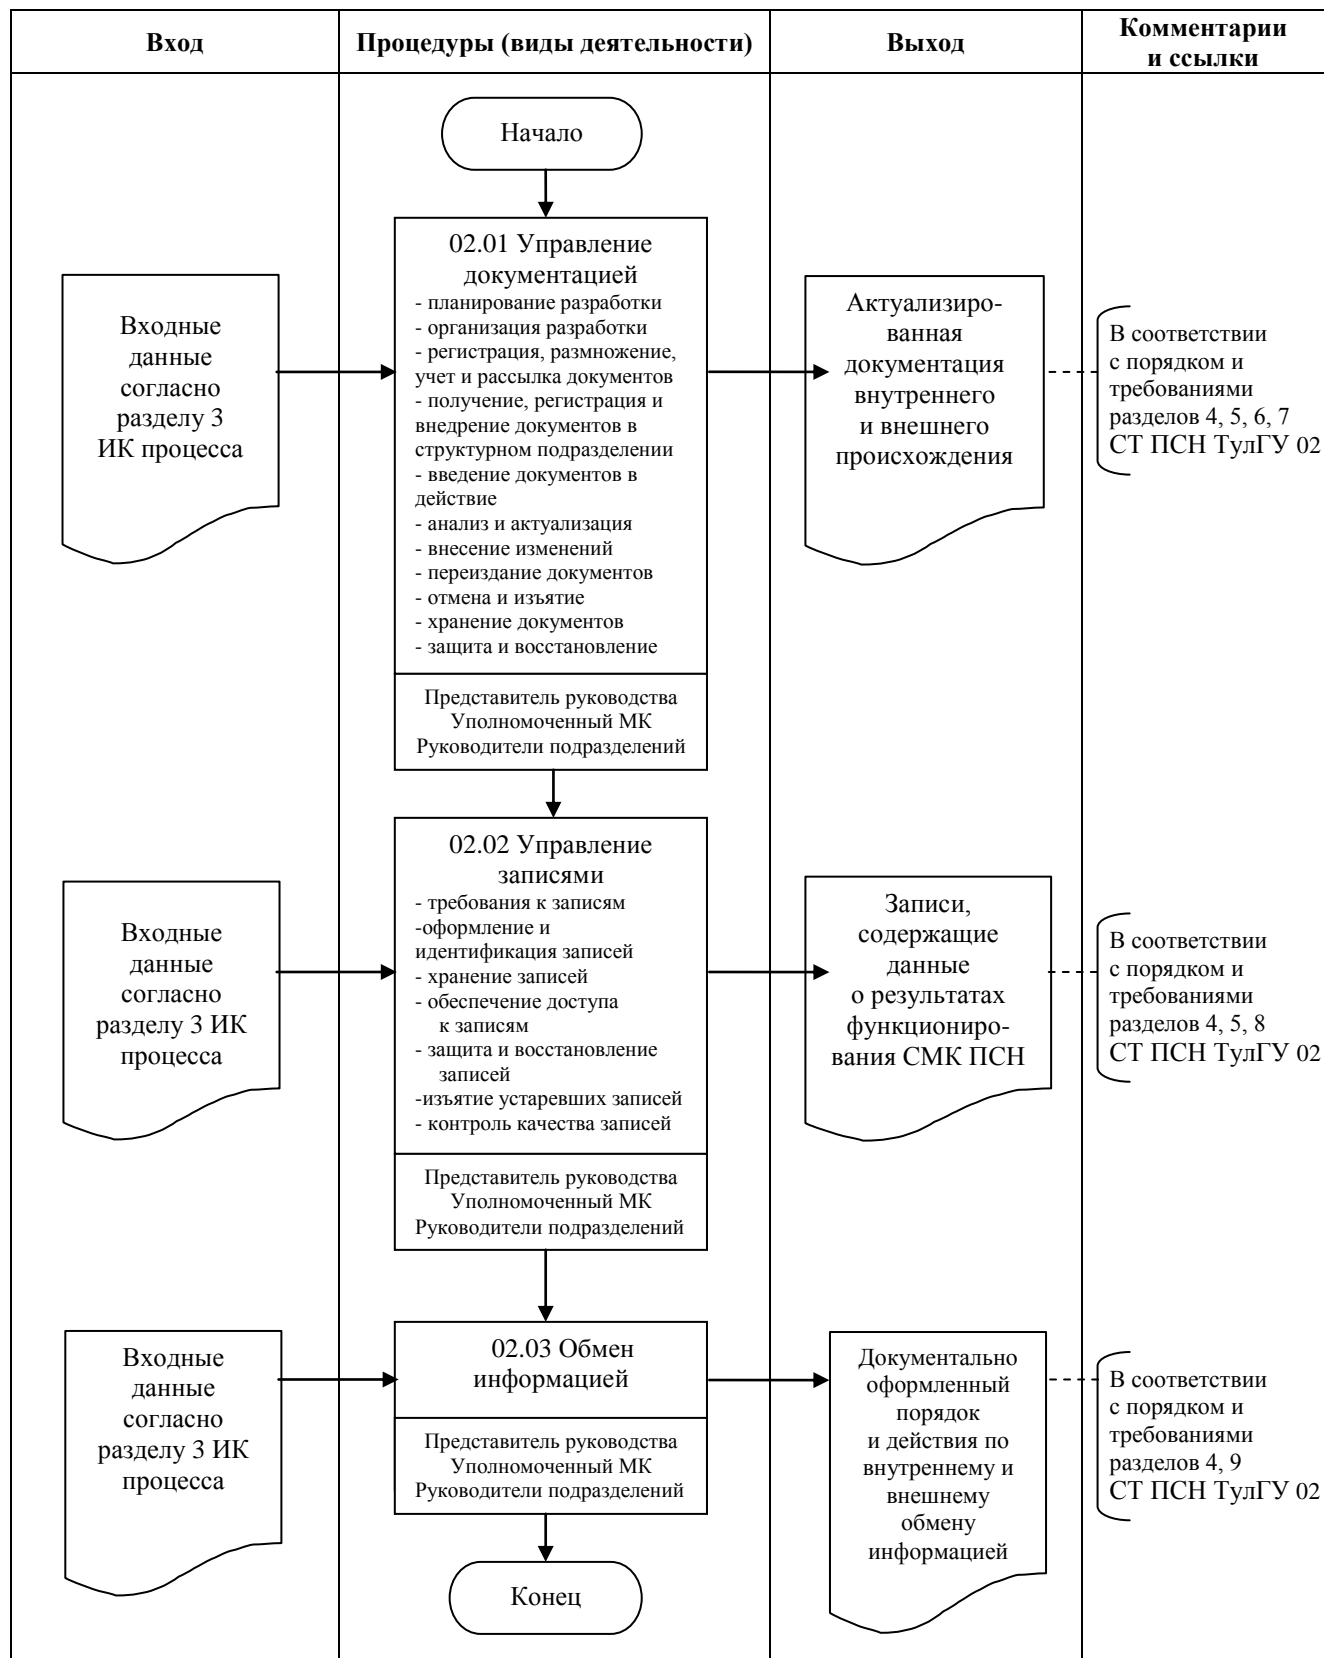 Вход
Процедуры (виды деятельности)
Выход
Комментарии
и ссылки
Начало
Входные
данные
согласно
разделу 3
ИК процесса
02.01 Управление
документацией
- планирование разработки
- организация разработки
- регистрация, размножение,
учет и рассылка документов
- получение, регистрация и
внедрение документов в
структурном подразделении
- введение документов в
действие
- анализ и актуализация
- внесение изменений
- переиздание документов
- отмена и изъятие
- хранение документов
- защита и восстановление
Представитель руководства
Уполномоченный МК
Руководители подразделений
Актуализиро-
ванная
документация
внутреннего
и внешнего
происхождения
В соответствии
с порядком и
требованиями
разделов 4, 5, 6, 7
СТ ПСН ТулГУ 02
Входные
данные
согласно
разделу 3 ИК
процесса
02.02 Управление
записями
- требования к записям
-оформление и
идентификация записей
- хранение записей
- обеспечение доступа
к записям
- защита и восстановление
записей
-изъятие устаревших записей
- контроль качества записей
Представитель руководства
Уполномоченный МК
Руководители подразделений
Записи,
содержащие
данные
о результатах
функциониро-
вания СМК ПСН
В соответствии
с порядком и
требованиями
разделов 4, 5, 8
СТ ПСН ТулГУ 02
Входные
данные
согласно
разделу 3 ИК
процесса
02.03 Обмен
информацией
Представитель руководства
Уполномоченный МК
Руководители подразделений
Документально
оформленный
порядок
и действия по
внутреннему и
внешнему
обмену
информацией
В соответствии
с порядком и
требованиями
разделов 4, 9
СТ ПСН ТулГУ 02
Конец